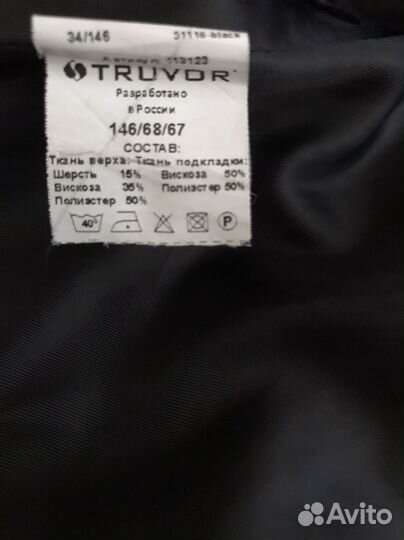 34/146 51116 black
Артикул: 113123
TRUVOR
Разработано
в России
146/68/67
СОСТАВ:
Ткань верха: Ткань подкладки:
Шерсть 15% Вискоза 50%
Вискоза 35% Полиэстер 50%
Полиэстер 50%
40° P
Avito